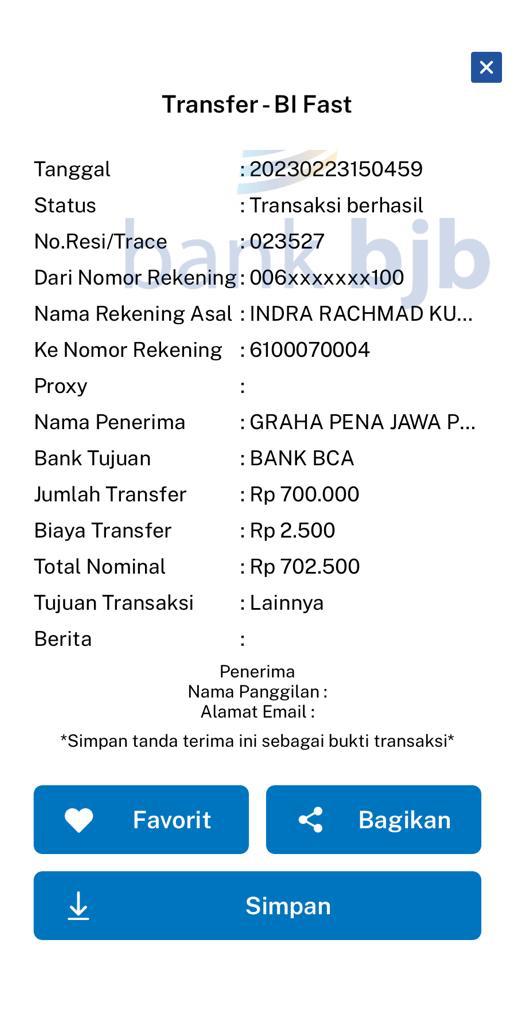 Transfer - BI Fast
bank bjb
Tanggal : 20230223150459
Status : Transaksi berhasil
No.Resi/Trace : 023527
Dari Nomor Rekening : 006xxxxxxx100
Nama Rekening Asal : INDRA RACHMAD KU...
Ke Nomor Rekening : 6100070004
Proxy :
Nama Penerima : GRAHA PENA JAWA P...
Bank Tujuan : BANK BCA
Jumlah Transfer : Rp 700.000
Biaya Transfer : Rp 2.500
Total Nominal : Rp 702.500
Tujuan Transaksi : Lainnya
Berita :
Penerima
Nama Panggilan :
Alamat Email :
*Simpan tanda terima ini sebagai bukti transaksi*
Favorit
Bagikan
Simpan